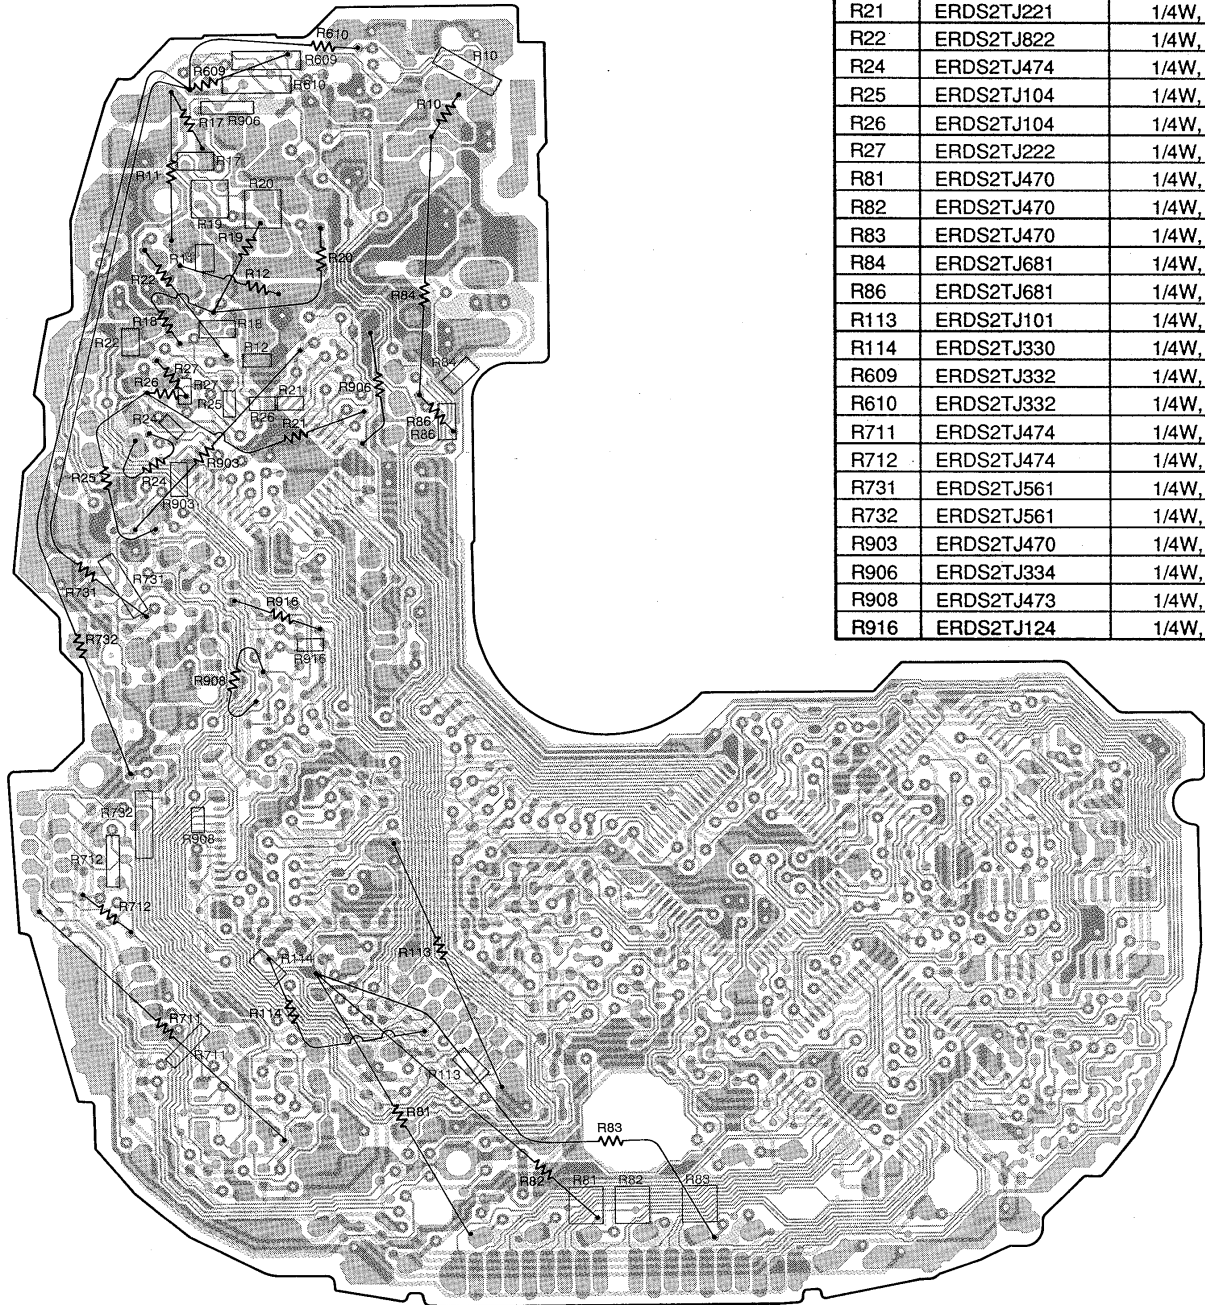 R21 ERDS2TJ221 1/4W,
R22 ERDS2TJ822 1/4W,
R24 ERDS2TJ474 1/4W,
R25 ERDS2TJ104 1/4W,
R26 ERDS2TJ104 1/4W,
R27 ERDS2TJ222 1/4W,
R81 ERDS2TJ470 1/4W,
R82 ERDS2TJ470 1/4W,
R83 ERDS2TJ470 1/4W,
R84 ERDS2TJ681 1/4W,
R86 ERDS2TJ681 1/4W,
R113 ERDS2TJ101 1/4W,
R114 ERDS2TJ330 1/4W,
R609 ERDS2TJ332 1/4W,
R610 ERDS2TJ332 1/4W,
R711 ERDS2TJ474 1/4W,
R712 ERDS2TJ474 1/4W,
R731 ERDS2TJ561 1/4W,
R732 ERDS2TJ561 1/4W,
R903 ERDS2TJ470 1/4W,
R906 ERDS2TJ334 1/4W,
R908 ERDS2TJ473 1/4W,
R916 ERDS2TJ124 1/4W,
R610
R609
R10
R609
R610
R10
R17
R906
R17
R11
R20
R19
R19
R20
R11
R22
R12
R84
R18
R18
R22
R12
R84
R27
R26
R27
R906
R25
R26
R21
R86
R21
R86
R24
R903
R25
R24
R903
R731
R731
R916
R732
R916
R908
R732
R908
R712
R712
R113
R114
R114
R711
R711
R113
R81
R83
R82
R81
R82
R83